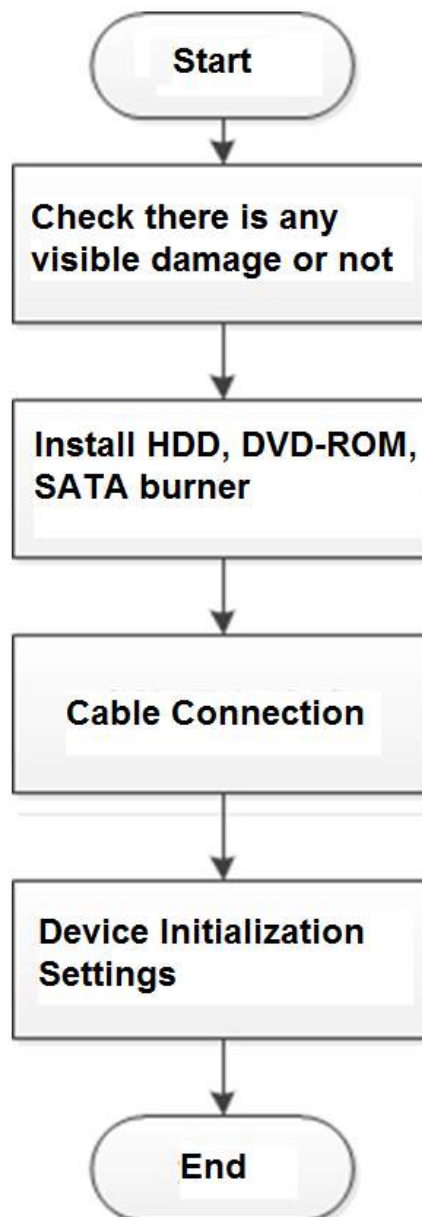 Start
Check there is any
visible damage or not
Install HDD, DVD-ROM,
SATA burner
Cable Connection
Device Initialization
Settings
End